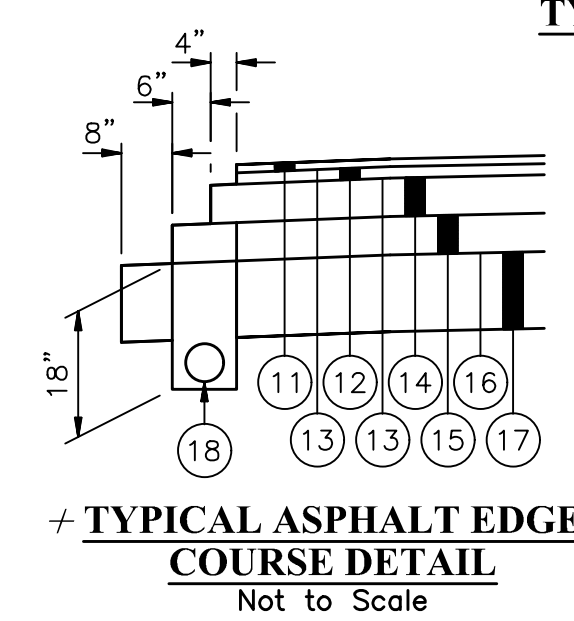 TY
4"
6"
8"
18"
11 12 14 16
13 13 15 17
18
+ TYPICAL ASPHALT EDGE
COURSE DETAIL
Not to Scale